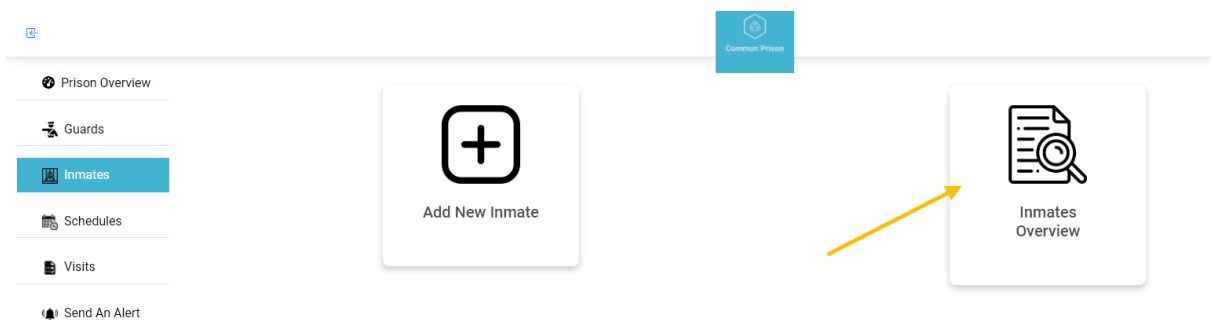 Common Prison
Prison Overview
Guards
Inmates
Schedules
Visits
Send An Alert
Add New Inmate
Inmates
Overview